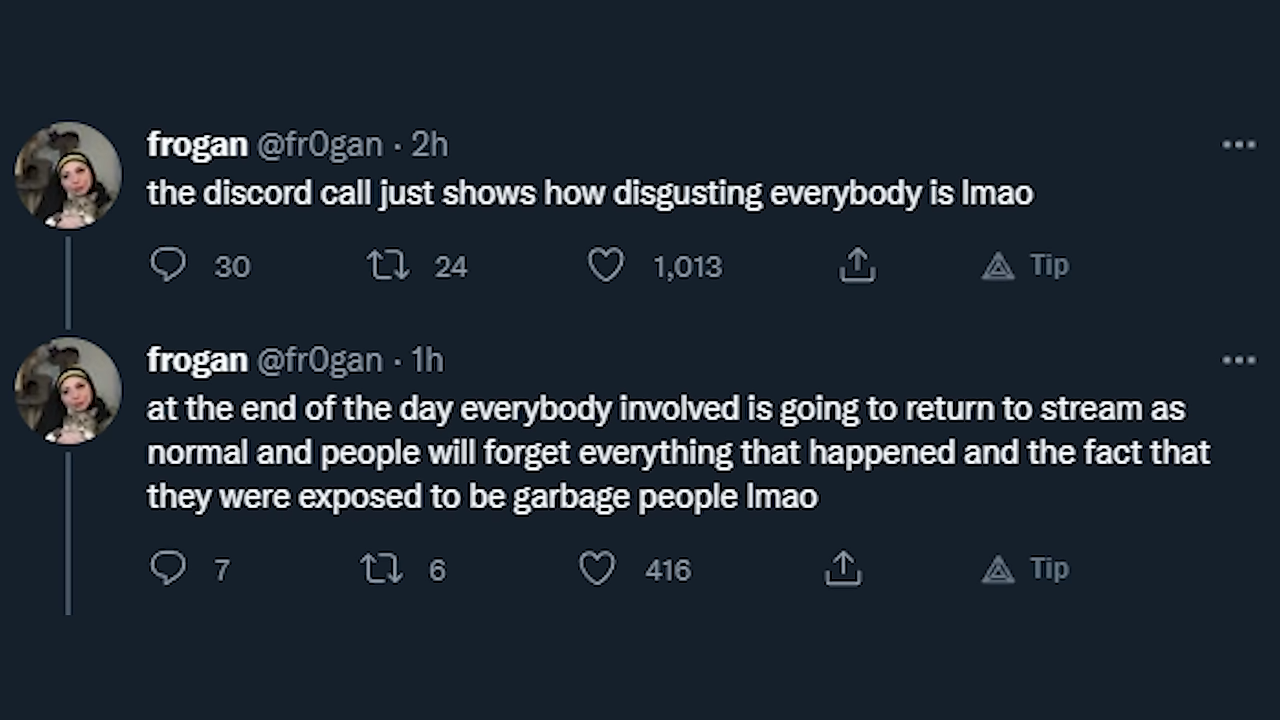 frogan @fr0gan · 2h
the discord call just shows how disgusting everybody is lmao
30 24 1,013 Tip
frogan @fr0gan · 1h
at the end of the day everybody involved is going to return to stream as
normal and people will forget everything that happened and the fact that
they were exposed to be garbage people lmao
7 6 416 Tip